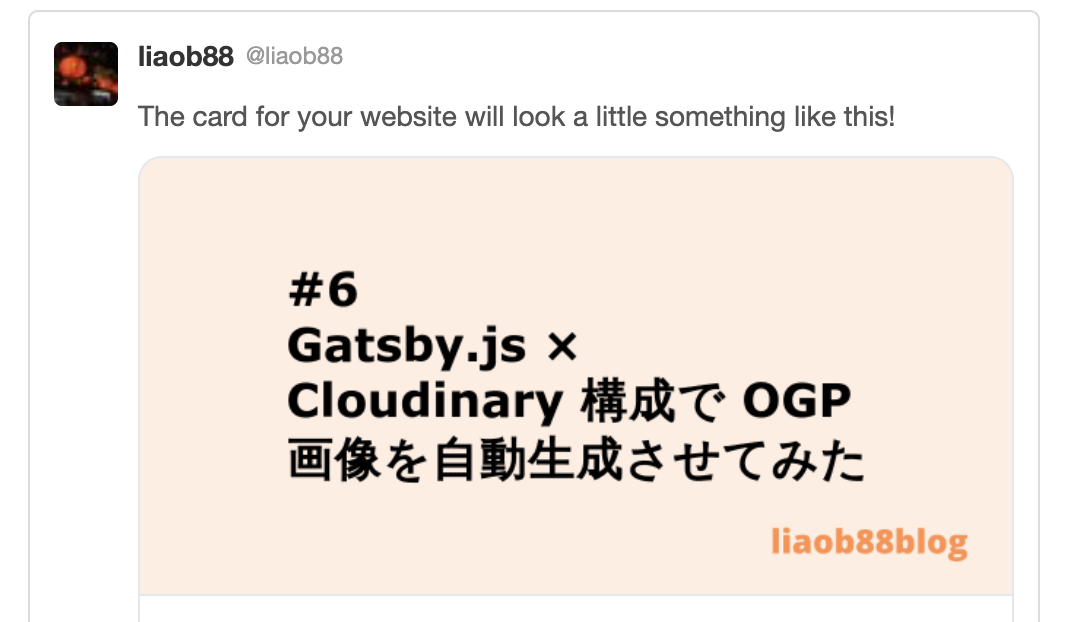 liaob88 @liaob88
The card for your website will look a little something like this!
#6
Gatsby.js ×
Cloudinary 構成で OGP
画像を自動生成させてみた
liaob88blog